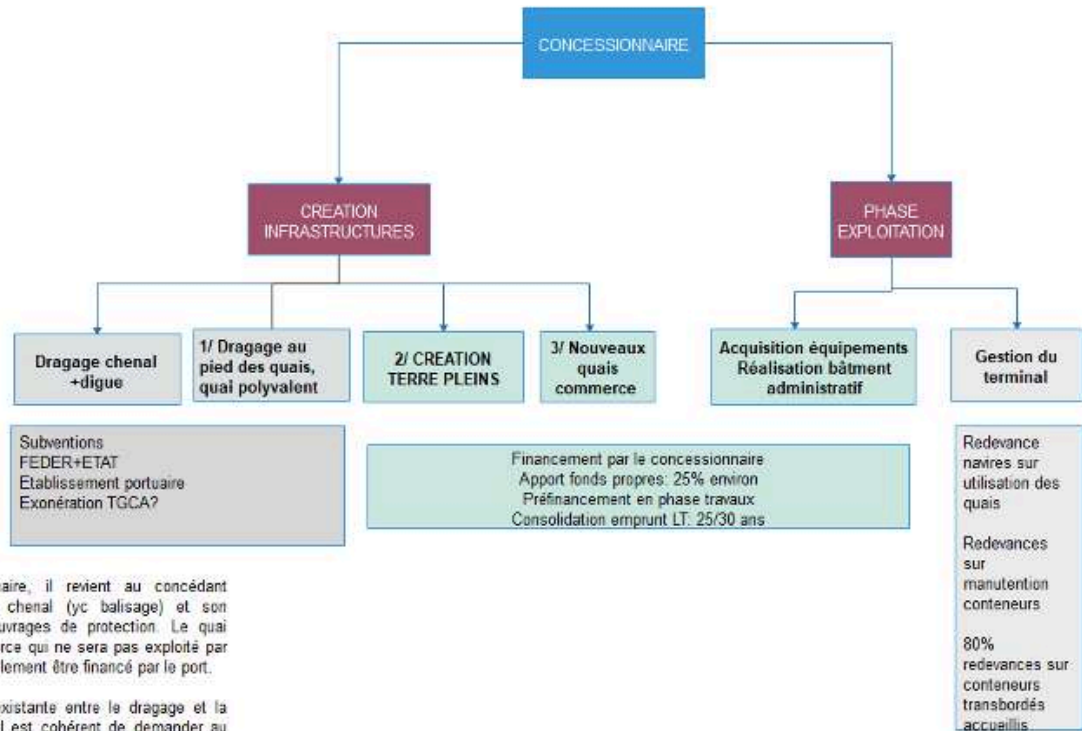 CONCESSIONNAIRE
CREATION
INFRASTRUCTURES
PHASE
EXPLOITATION
Dragage chenal
+digue
1/ Dragage au
pied des quais,
quai polyvalent
2/ CREATION
TERRE PLEINS
3/ Nouveaux
quais
commerce
Acquisition équipements
Réalisation bâtment
administratif
Gestion du
terminal
Subventions
FEDER+ETAT
Etablissement portuaire
Exonération TGCA?
Financement par le concessionnaire
Apport fonds propres: 25% environ
Préfinancement en phase travaux
Consolidation emprunt LT: 25/30 ans
Redevance
navires sur
utilisation des
quais
Redevances
sur
manutention
conteneurs
80%
redevances sur
conteneurs
transbordés
accueillis
aire, il revient au concédant
chenal (yc balisage) et son
uvrages de protection. Le quai
rce qui ne sera pas exploité par
lement être financé par le port.
xistante entre le dragage et la
l est cohérent de demander au